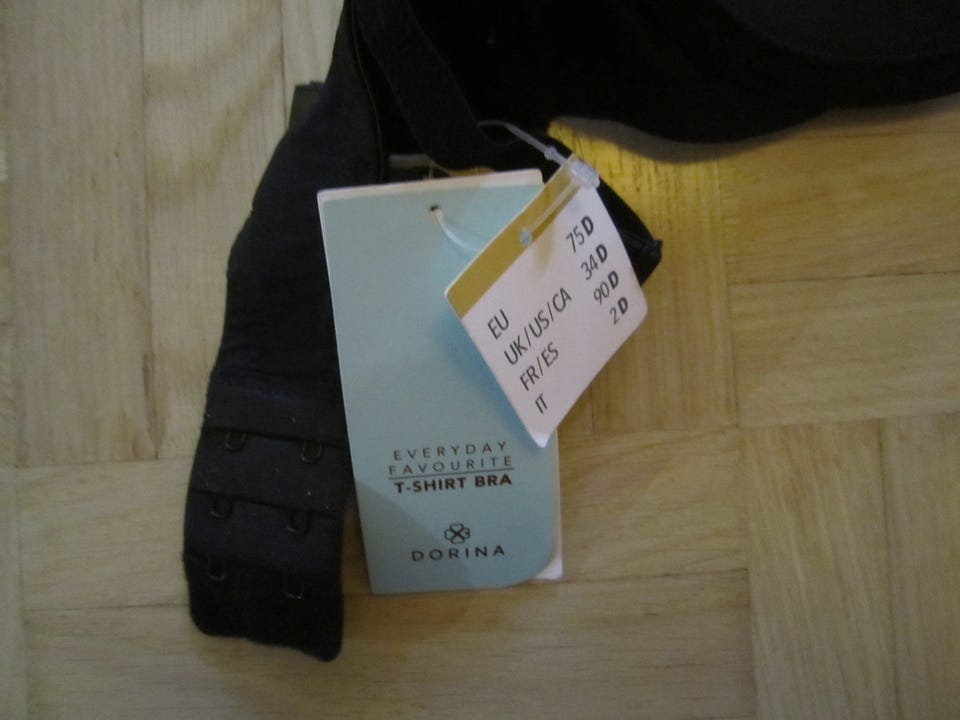 EU 75D
UK/US/CA 34D
FR/ES 90D
IT 2D
EVERYDAY
FAVOURITE
T-SHIRT BRA
DORINA